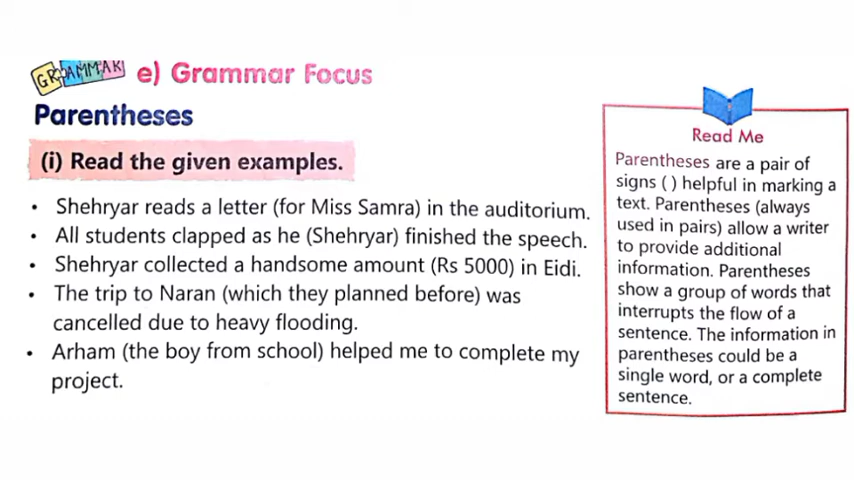 GRAMMAR e) Grammar Focus
Parentheses
(i) Read the given examples.
• Shehryar reads a letter (for Miss Samra) in the auditorium.
• All students clapped as he (Shehryar) finished the speech.
• Shehryar collected a handsome amount (Rs 5000) in Eidi.
• The trip to Naran (which they planned before) was
cancelled due to heavy flooding.
• Arham (the boy from school) helped me to complete my
project.
Read Me
Parentheses are a pair of
signs ( ) helpful in marking a
text. Parentheses (always
used in pairs) allow a writer
to provide additional
information. Parentheses
show a group of words that
interrupts the flow of a
sentence. The information in
parentheses could be a
single word, or a complete
sentence.